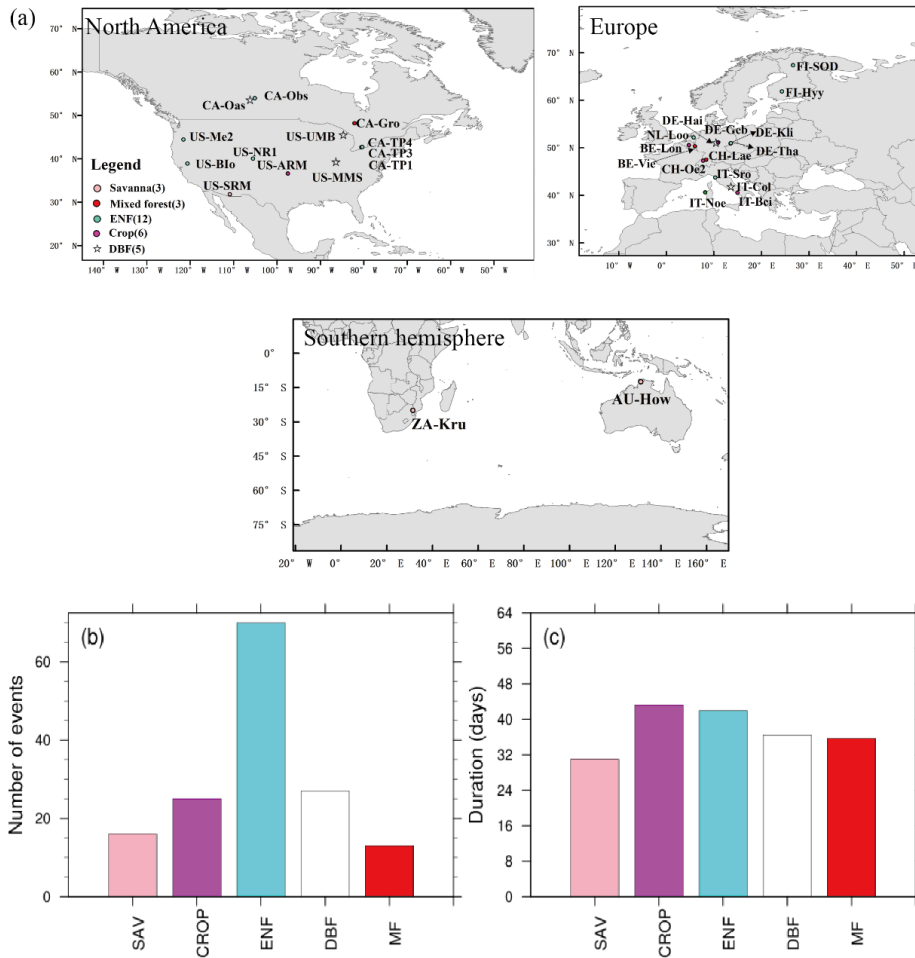 (a)
North America
70° N
60° N
50° N
40° N
30° N
20° N
CA-Oas
CA-Obs
CA-Gro
US-UMB
US-Me2
US-NR1
CA-TP4
CA-TP3
CA-TP1
US-BIo
US-ARM
US-MMS
US-SRM
Legend
Savanna(3)
Mixed forest(3)
ENF(12)
Crop(6)
DBF(5)
140° W 130° W 120° W 110° W 100° W 90° W 80° W 70° W 60° W 50° W
Europe
70° N
60° N
50° N
40° N
30° N
FI-SOD
FI-Hyy
DE-Hai
DE-Geb
DE-Kli
NL-Loo
BE-Lon
DE-Tha
BE-Vie
CH-Lae
CH-Oe2
IT-Sro
IT-Col
IT-Noe
IT-Bci
10° W 0° 10° E 20° E 30° E 40° E 50° E
Southern hemisphere
0°
15° S
30° S
45° S
60° S
75° S
AU-How
ZA-Kru
20° W 0° 20° E 40° E 60° E 80° E 100° E 120° E 140° E 160° E
(b)
Number of events
60
40
20
0
SAV CROP ENF DBF MF
(c)
Duration (days)
64
56
48
40
32
24
16
8
0
SAV CROP ENF DBF MF